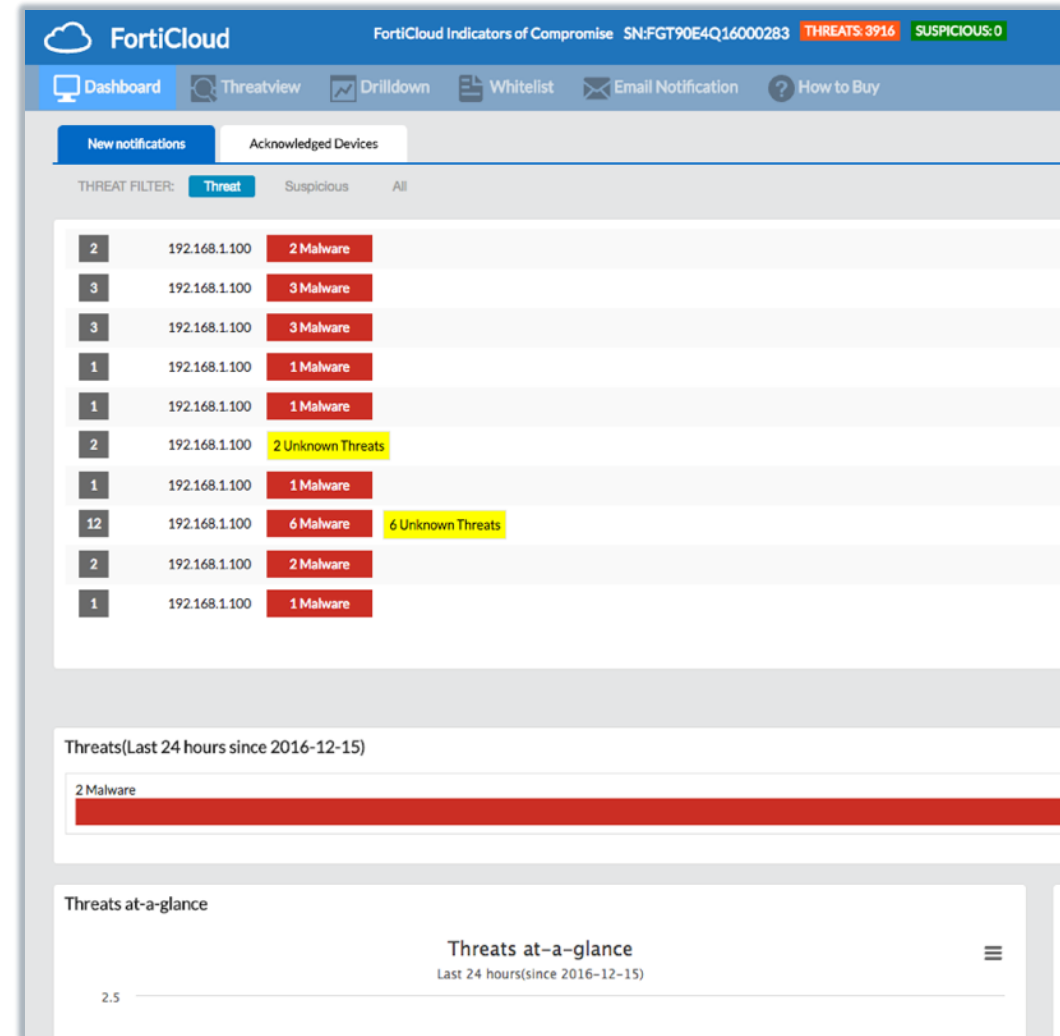 FortiCloud FortiCloud Indicators of Compromise SN:FGT90E4Q16000283 THREATS: 3916 SUSPICIOUS: 0
Dashboard Threatview Drilldown Whitelist Email Notification ? How to Buy
New notifications Acknowledged Devices
THREAT FILTER: Threat Suspicious All
2 192.168.1.100 2 Malware
3 192.168.1.100 3 Malware
3 192.168.1.100 3 Malware
1 192.168.1.100 1 Malware
1 192.168.1.100 1 Malware
2 192.168.1.100 2 Unknown Threats
1 192.168.1.100 1 Malware
12 192.168.1.100 6 Malware 6 Unknown Threats
2 192.168.1.100 2 Malware
1 192.168.1.100 1 Malware
Threats(Last 24 hours since 2016-12-15)
2 Malware
Threats at-a-glance
Threats at-a-glance
Last 24 hours(since 2016-12-15)
2.5